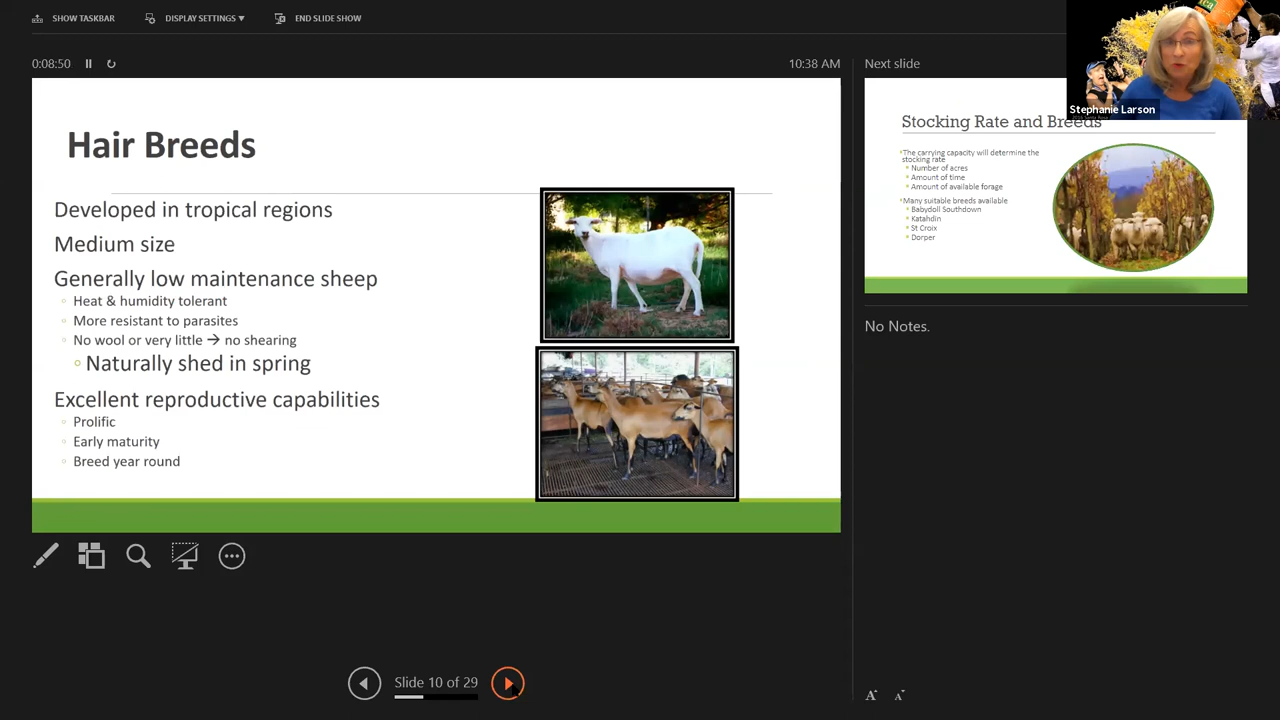 SHOW TASKBAR
DISPLAY SETTINGS ▼
END SLIDE SHOW
0:08:50
10:38 AM
Hair Breeds
Developed in tropical regions
Medium size
Generally low maintenance sheep
Heat & humidity tolerant
More resistant to parasites
No wool or very little → no shearing
Naturally shed in spring
Excellent reproductive capabilities
Prolific
Early maturity
Breed year round
Slide 10 of 29
Next slide
Stephanie Larson
Stocking Rate and Breeds
The carrying capacity will determine the
stocking rate
Number of acres
Amount of time
Amount of available forage
Many suitable breeds available
Babydoll Southdown
Katahdin
St Croix
Dorper
No Notes.
A A